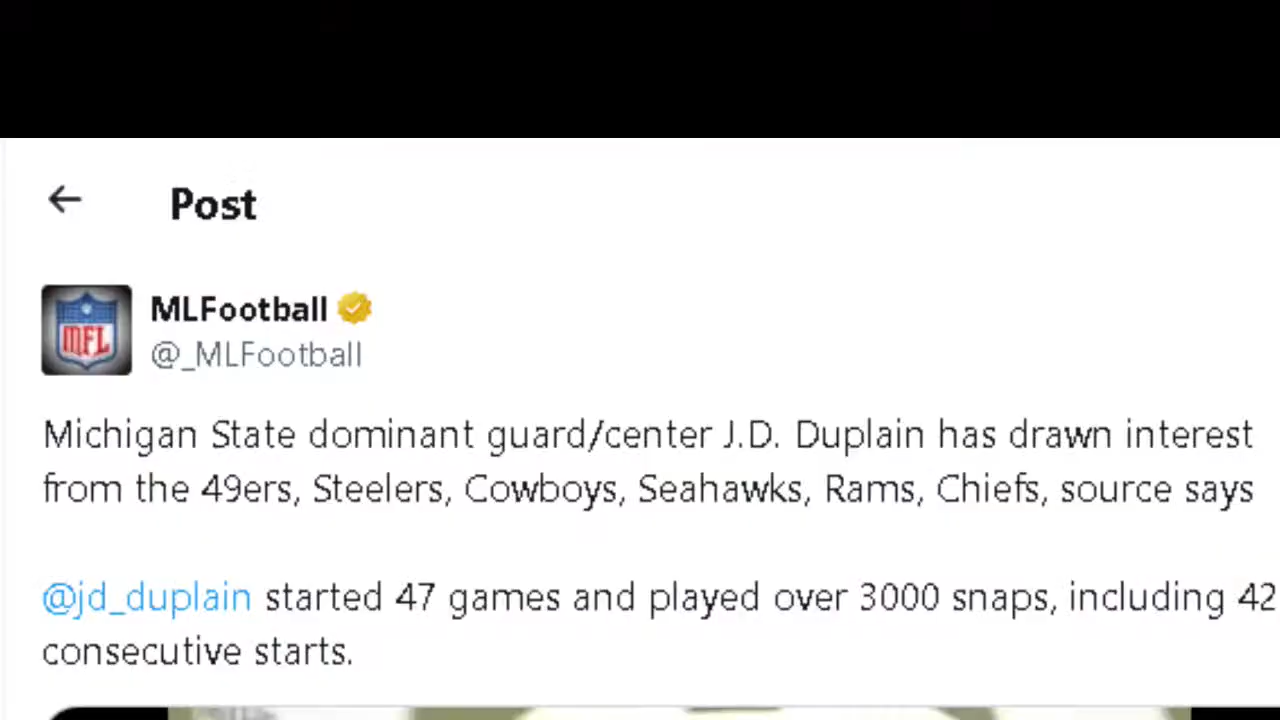 Post
MFL
MLFootball
@_MLFootball
Michigan State dominant guard/center J.D. Duplain has drawn interest
from the 49ers, Steelers, Cowboys, Seahawks, Rams, Chiefs, source says
@jd_duplain started 47 games and played over 3000 snaps, including 42
consecutive starts.